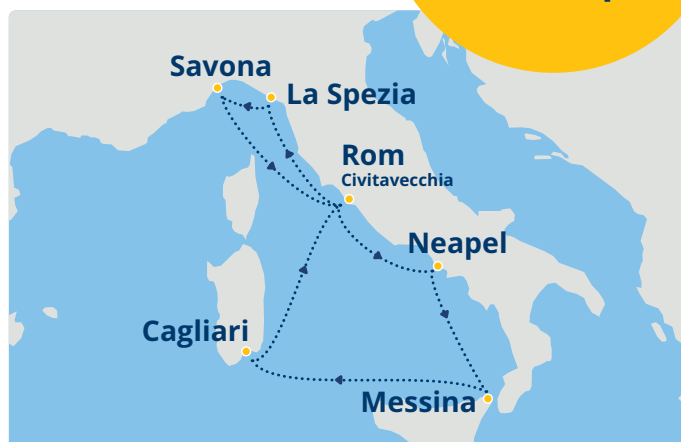 Savona
La Spezia
Rom
Civitavecchia
Neapel
Cagliari
Messina